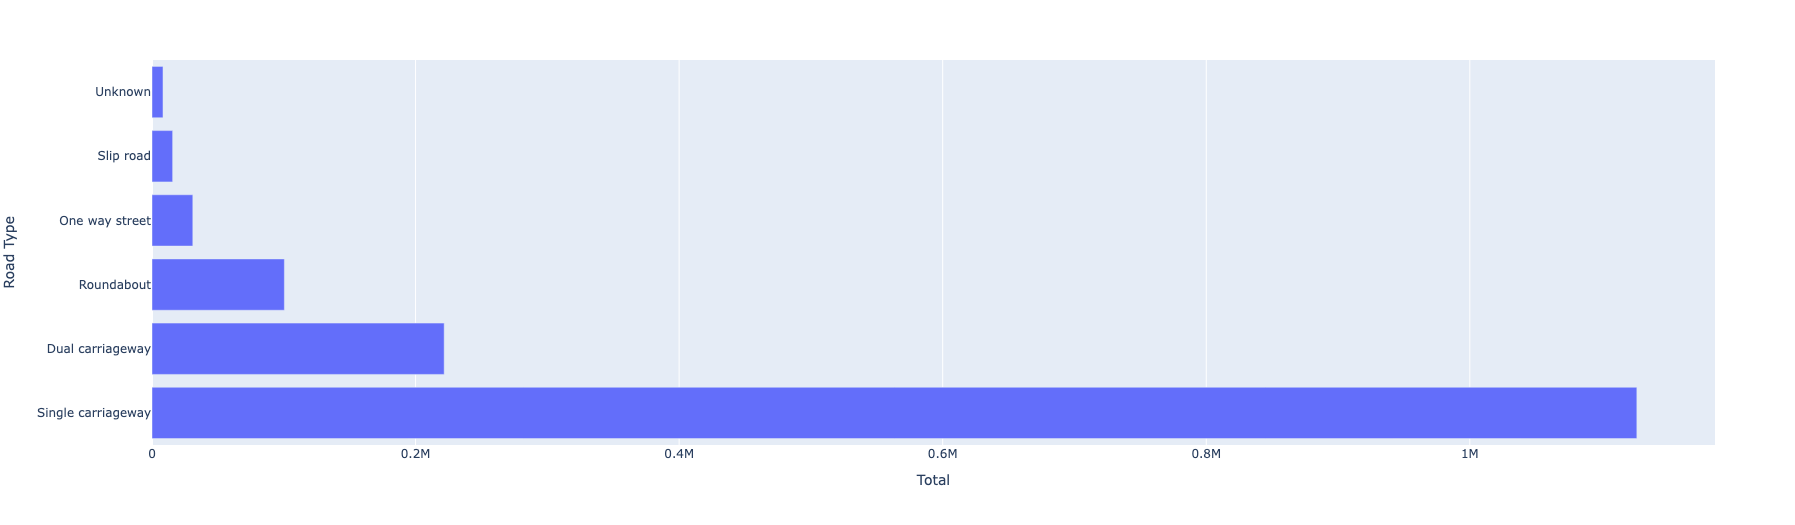 Road Type
Unknown
Slip road
One way street
Roundabout
Dual carriageway
Single carriageway
0 0.2M 0.4M 0.6M 0.8M 1M
Total